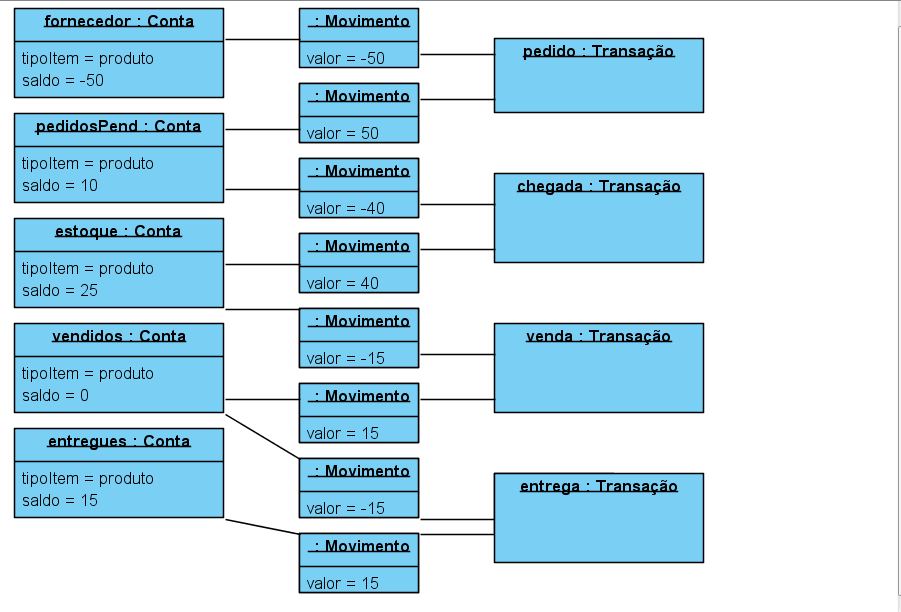 fornecedor : Conta
tipoItem = produto
saldo = -50
pedidosPend : Conta
tipoItem = produto
saldo = 10
estoque : Conta
tipoItem = produto
saldo = 25
vendidos : Conta
tipoItem = produto
saldo = 0
entregues : Conta
tipoItem = produto
saldo = 15
: Movimento
valor = -50
: Movimento
valor = 50
: Movimento
valor = -40
: Movimento
valor = 40
: Movimento
valor = -15
: Movimento
valor = 15
: Movimento
valor = -15
: Movimento
valor = 15
pedido : Transação
chegada : Transação
venda : Transação
entrega : Transação